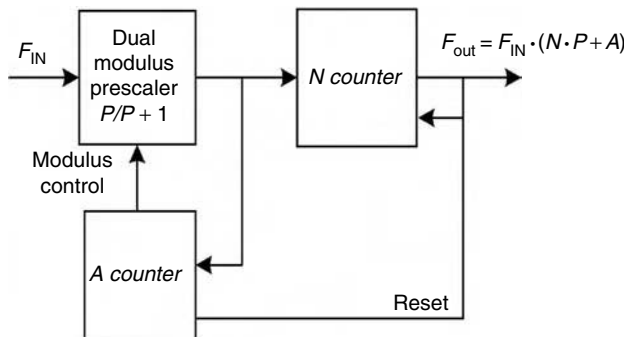 F_IN
Dual
modulus
prescaler
P/P + 1
N counter
F_out = F_IN·(N·P + A)
Modulus
control
A counter
Reset